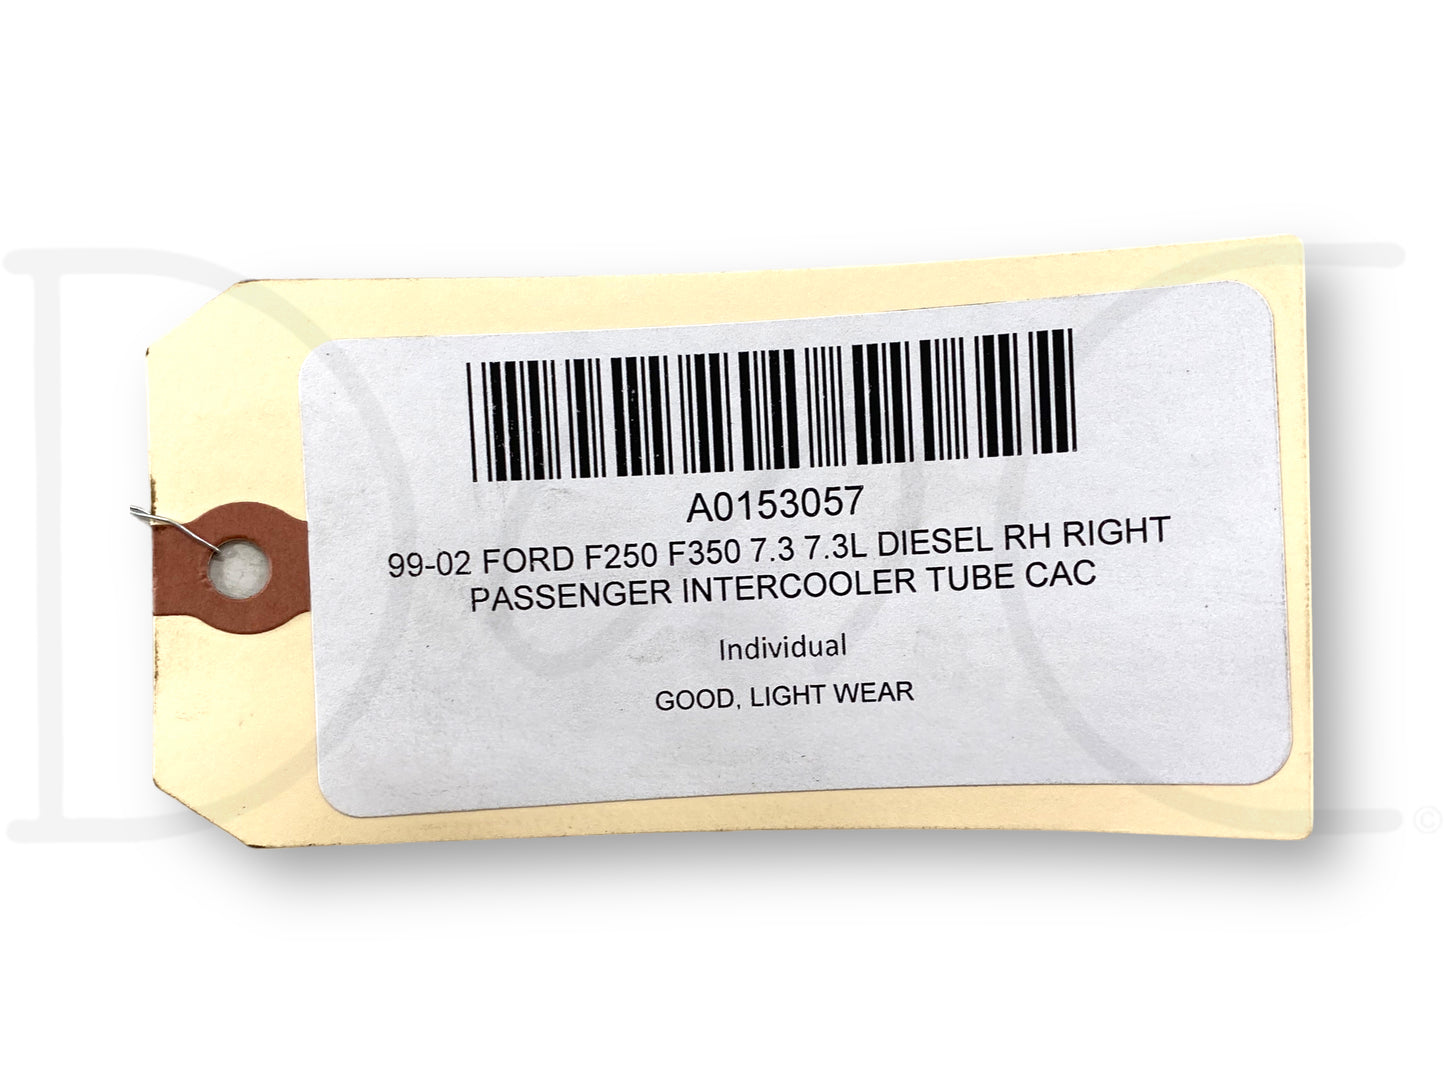 A0153057
99-02 FORD F250 F350 7.3 7.3L DIESEL RH RIGHT
PASSENGER INTERCOOLER TUBE CAC
Individual
GOOD, LIGHT WEAR
©